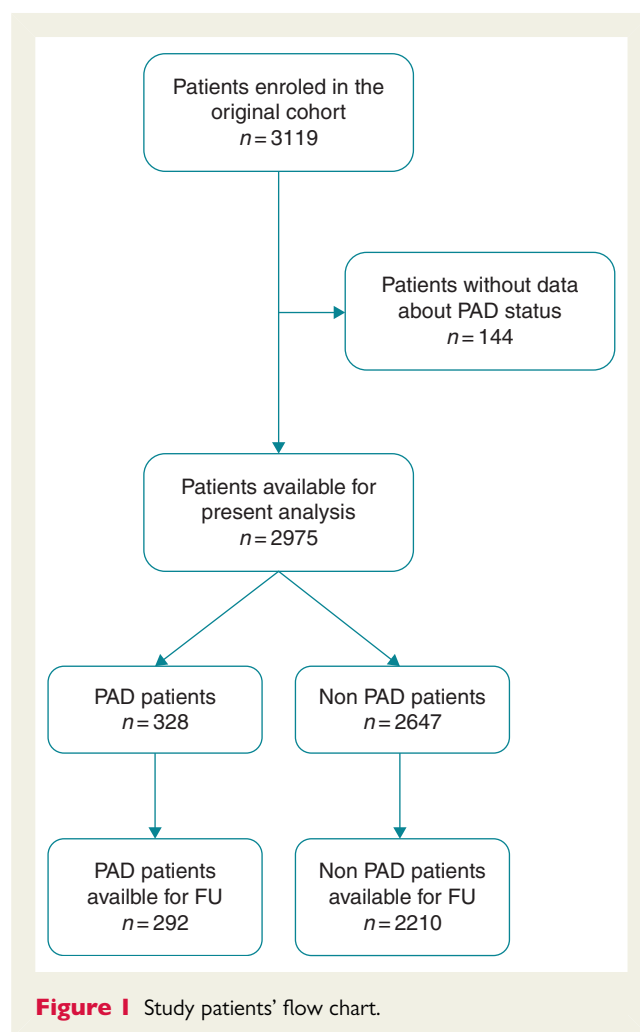 Patients enroled in the
original cohort
n = 3119
Patients without data
about PAD status
n = 144
Patients available for
present analysis
n = 2975
PAD patients
n = 328
Non PAD patients
n = 2647
PAD patients
availble for FU
n = 292
Non PAD patients
available for FU
n = 2210
Figure 1 Study patients' flow chart.